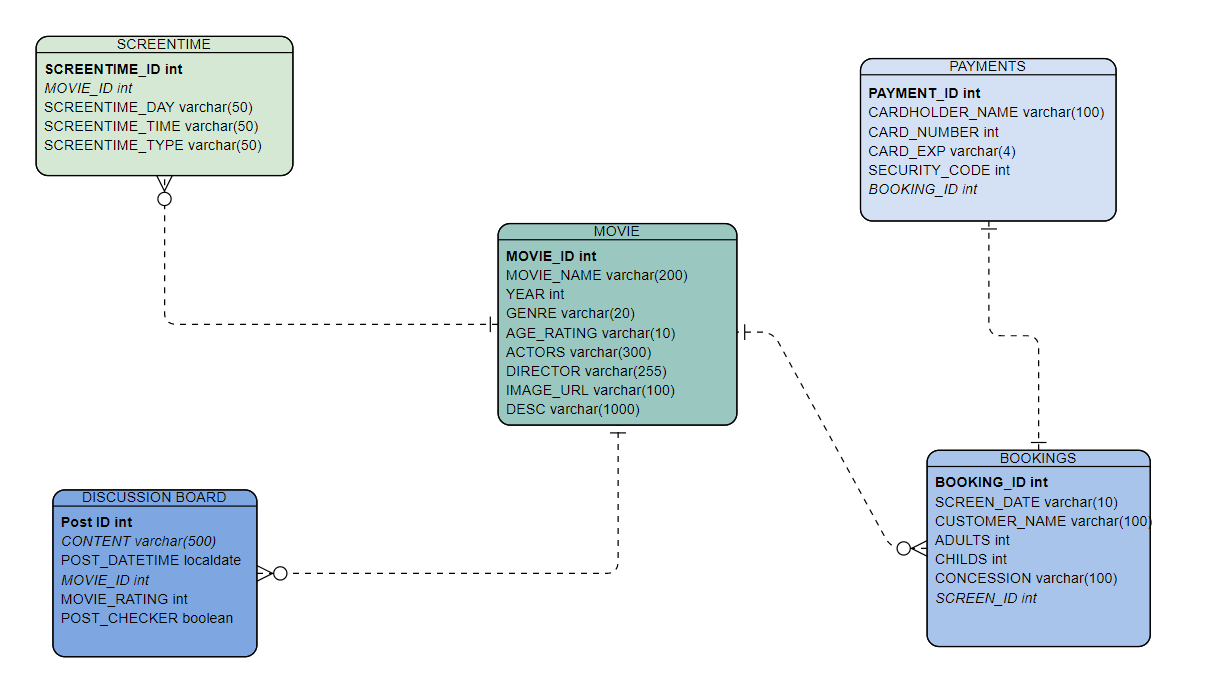 SCREENTIME
SCREENTIME_ID int
MOVIE_ID int
SCREENTIME_DAY varchar(50)
SCREENTIME_TIME varchar(50)
SCREENTIME_TYPE varchar(50)
PAYMENTS
PAYMENT_ID int
CARDHOLDER_NAME varchar(100)
CARD_NUMBER int
CARD_EXP varchar(4)
SECURITY_CODE int
BOOKING_ID int
MOVIE
MOVIE_ID int
MOVIE_NAME varchar(200)
YEAR int
GENRE varchar(20)
AGE_RATING varchar(10)
ACTORS varchar(300)
DIRECTOR varchar(255)
IMAGE_URL varchar(100)
DESC varchar(1000)
DISCUSSION BOARD
Post ID int
CONTENT varchar(500)
POST_DATETIME localdate
MOVIE_ID int
MOVIE_RATING int
POST_CHECKER boolean
BOOKINGS
BOOKING_ID int
SCREEN_DATE varchar(10)
CUSTOMER_NAME varchar(100)
ADULTS int
CHILDS int
CONCESSION varchar(100)
SCREEN_ID int